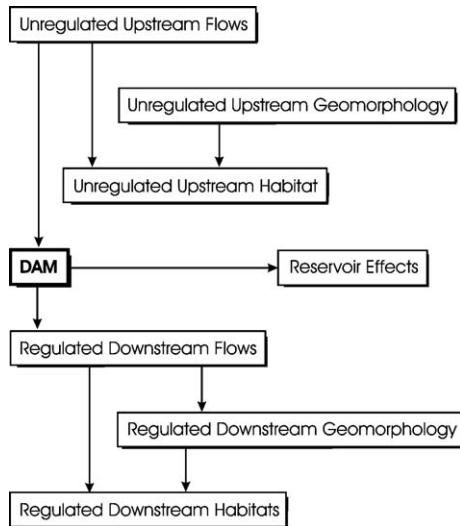 Unregulated Upstream Flows
Unregulated Upstream Geomorphology
Unregulated Upstream Habitat
DAM
Reservoir Effects
Regulated Downstream Flows
Regulated Downstream Geomorphology
Regulated Downstream Habitats